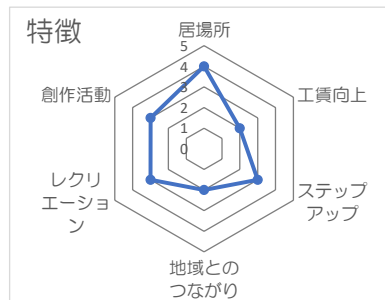 特徴
居場所
5
4
3
2
1
0
工賃向上
ステップ
アップ
地域との
つながり
レクリ
エーショ
ン
創作活動